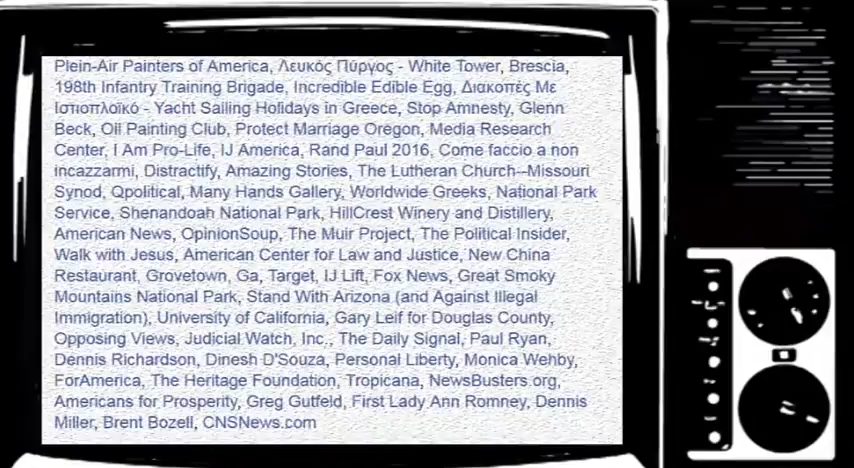 Plein-Air Painters of America, Λευκός Πύργος - White Tower, Brescia,
198th Infantry Training Brigade, Incredible Edible Egg, Διακοπές Με
Ιστιοπλοϊκό - Yacht Sailing Holidays in Greece, Stop Amnesty, Glenn
Beck, Oil Painting Club, Protect Marriage Oregon, Media Research
Center, I Am Pro-Life, IJ America, Rand Paul 2016, Come faccio a non
incazzarmi, Distractify, Amazing Stories, The Lutheran Church--Missouri
Synod, Qpolitical, Many Hands Gallery, Worldwide Greeks, National Park
Service, Shenandoah National Park, HillCrest Winery and Distillery,
American News, OpinionSoup, The Muir Project, The Political Insider,
Walk with Jesus, American Center for Law and Justice, New China
Restaurant, Grovetown, Ga, Target, IJ Lift, Fox News, Great Smoky
Mountains National Park, Stand With Arizona (and Against Illegal
Immigration), University of California, Gary Leif for Douglas County,
Opposing Views, Judicial Watch, Inc., The Daily Signal, Paul Ryan,
Dennis Richardson, Dinesh D'Souza, Personal Liberty, Monica Wehby,
ForAmerica, The Heritage Foundation, Tropicana, NewsBusters.org,
Americans for Prosperity, Greg Gutfeld, First Lady Ann Romney, Dennis
Miller, Brent Bozell, CNSNews.com